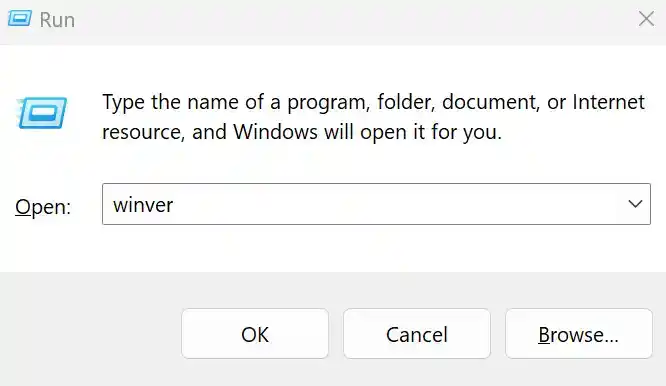 Run
Type the name of a program, folder, document, or Internet
resource, and Windows will open it for you.
Open: winver
OK Cancel Browse...